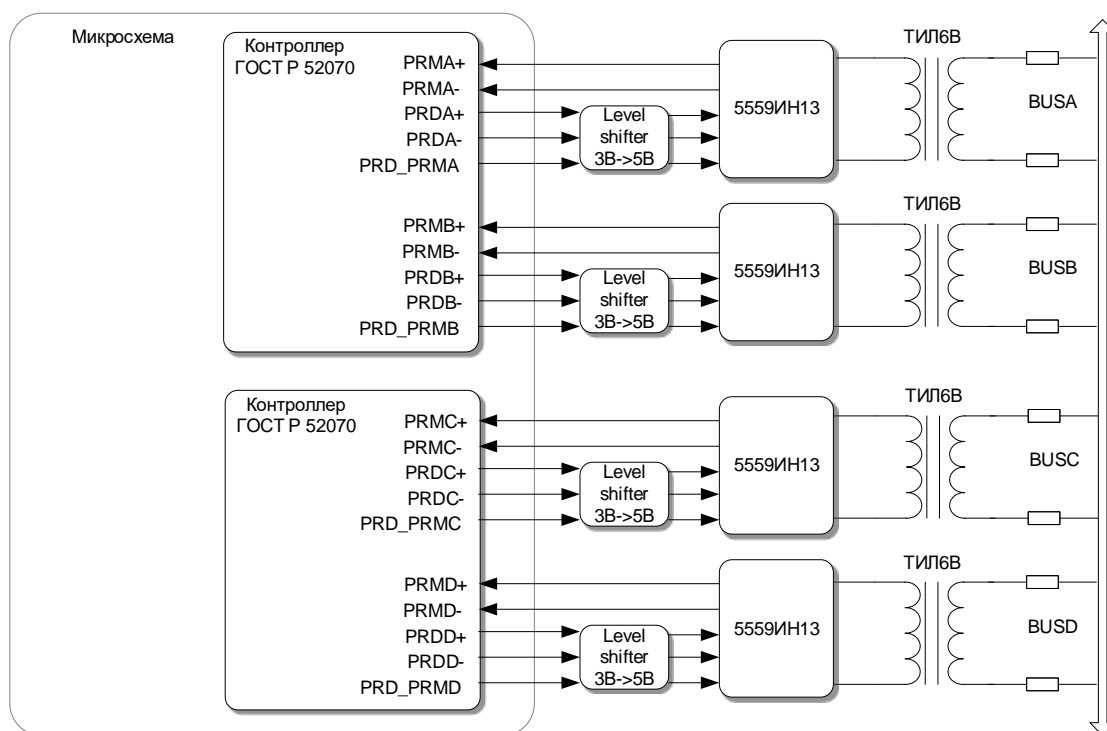 Микросхема
Контроллер
ГОСТ Р 52070
PRMA+
PRMA-
PRDA+
PRDA-
PRD_PRMA
Level
shifter
3В->5В
5559ИН13
ТИЛ6В
BUSA
PRMB+
PRMB-
PRDB+
PRDB-
PRD_PRMB
Level
shifter
3В->5В
5559ИН13
ТИЛ6В
BUSB
Контроллер
ГОСТ Р 52070
PRMC+
PRMC-
PRDC+
PRDC-
PRD_PRMC
Level
shifter
3В->5В
5559ИН13
ТИЛ6В
BUSC
PRMD+
PRMD-
PRDD+
PRDD-
PRD_PRMD
Level
shifter
3В->5В
5559ИН13
ТИЛ6В
BUSD